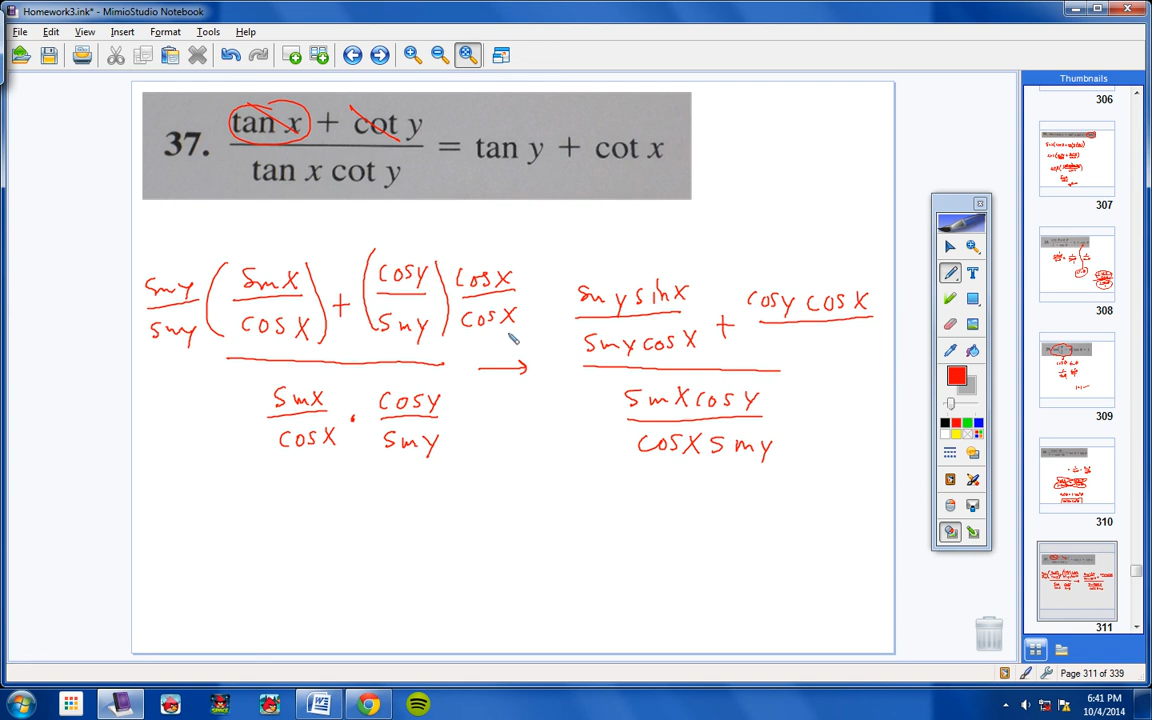 Homework3.ink* - MimioStudio Notebook
File Edit View Insert Format Tools Help
Thumbnails
37. tan x + cot y
tan x cot y
= tan y + cot x
sin y / sin y ( sin x / cos x ) + ( cos y / sin y ) cos x / cos x
sin x / cos x · cos y / sin y
→
sin y sin x / sin y cos x + cos y cos x
sin x cos y / cos x sin y
306
307
308
309
310
311
Page 311 of 339
6:41 PM
10/4/2014